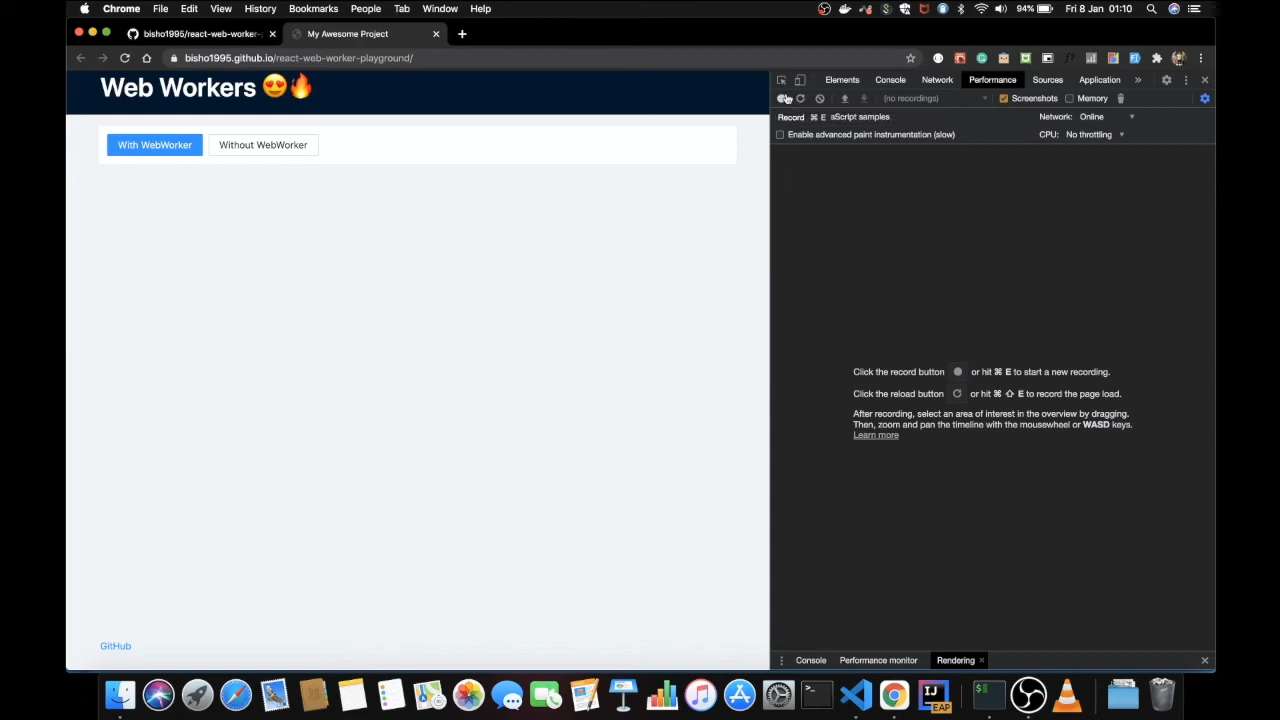 Chrome File Edit View History Bookmarks People Tab Window Help 94% Fri 8 Jan 01:10
bisho1995/react-web-worker- My Awesome Project
bisho1995.github.io/react-web-worker-playground/
Web Workers 😍🔥
With WebWorker Without WebWorker
GitHub
Elements Console Network Performance Sources Application
(no recordings) Screenshots Memory
Record ⌘ E aScript samples Network: Online
Enable advanced paint instrumentation (slow) CPU: No throttling
Click the record button or hit ⌘ E to start a new recording.
Click the reload button or hit ⌘ ⇧ E to record the page load.
After recording, select an area of interest in the overview by dragging.
Then, zoom and pan the timeline with the mousewheel or WASD keys.
Learn more
Console Performance monitor Rendering
IJ
EAP